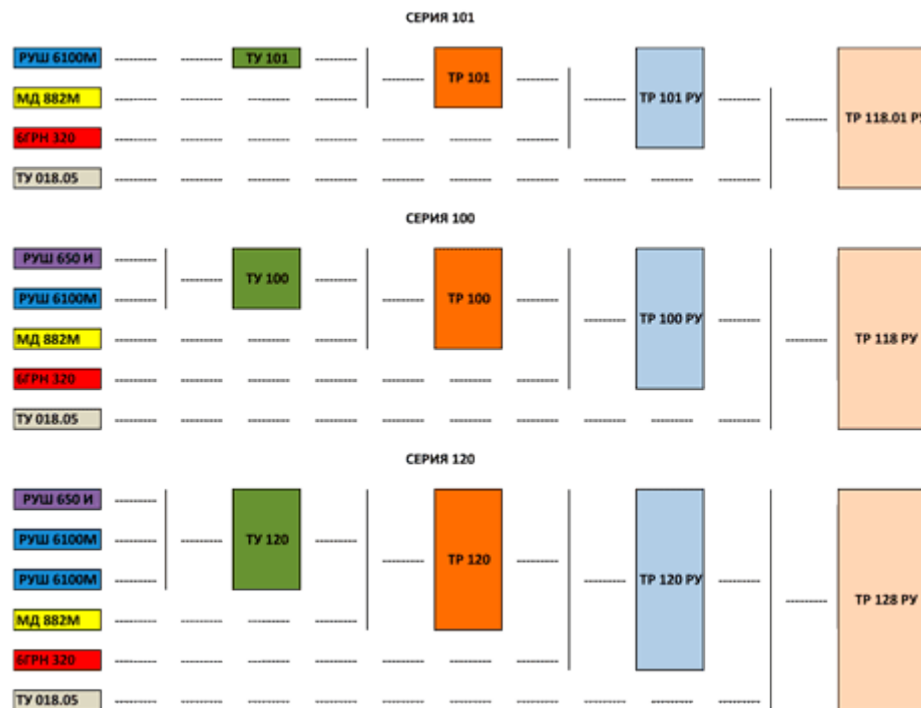 СЕРИЯ 101
РУШ 6100М
ТУ 101
ТР 101
ТР 101 РУ
ТР 118.01 РУ
МД 882М
6ГРН 320
ТУ 018.05
СЕРИЯ 100
РУШ 650 И
ТУ 100
ТР 100
ТР 100 РУ
ТР 118 РУ
РУШ 6100М
МД 882М
6ГРН 320
ТУ 018.05
СЕРИЯ 120
РУШ 650 И
РУШ 6100М
ТУ 120
ТР 120
ТР 120 РУ
ТР 128 РУ
РУШ 6100М
МД 882М
6ГРН 320
ТУ 018.05